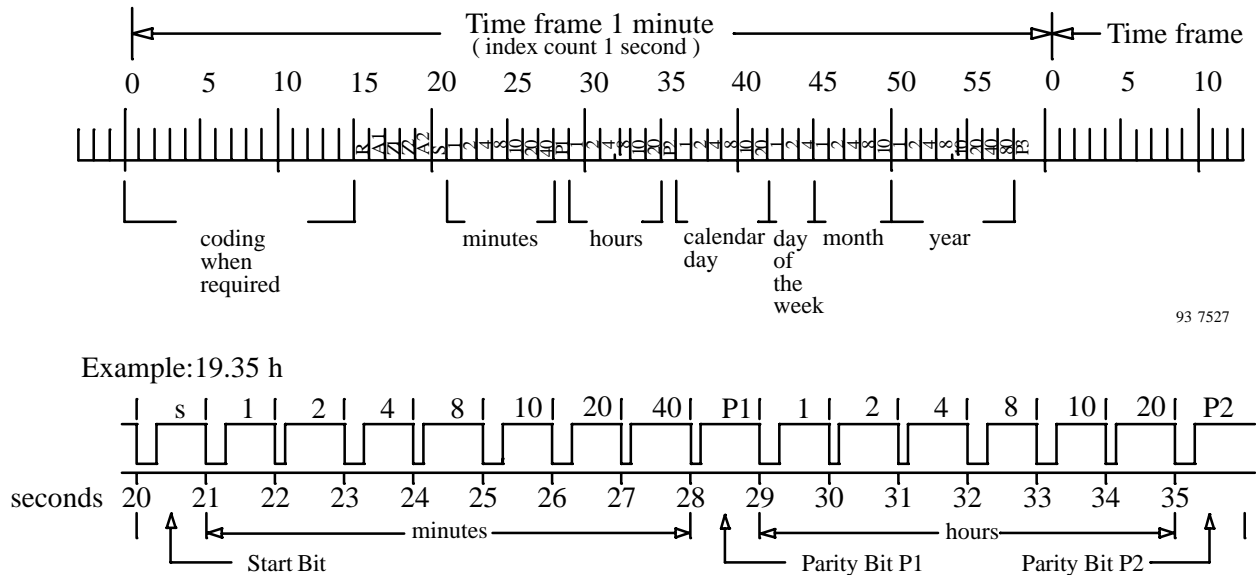 Time frame 1 minute
( index count 1 second )
Time frame
0 5 10 15 20 25 30 35 40 45 50 55 0 5 10
R A1 Z1 Z2 A2 S 1 2 4 8 10 20 40 P1 1 2 4 8 10 20 P2 1 2 4 8 10 20 1 2 4 1 2 4 8 10 1 2 4 8 10 20 40 80 P3
coding when required
minutes
hours
calendar day
day of the week
month
year
93 7527
Example:19.35 h
s 1 2 4 8 10 20 40 P1 1 2 4 8 10 20 P2
seconds 20 21 22 23 24 25 26 27 28 29 30 31 32 33 34 35
minutes
hours
Start Bit
Parity Bit P1
Parity Bit P2